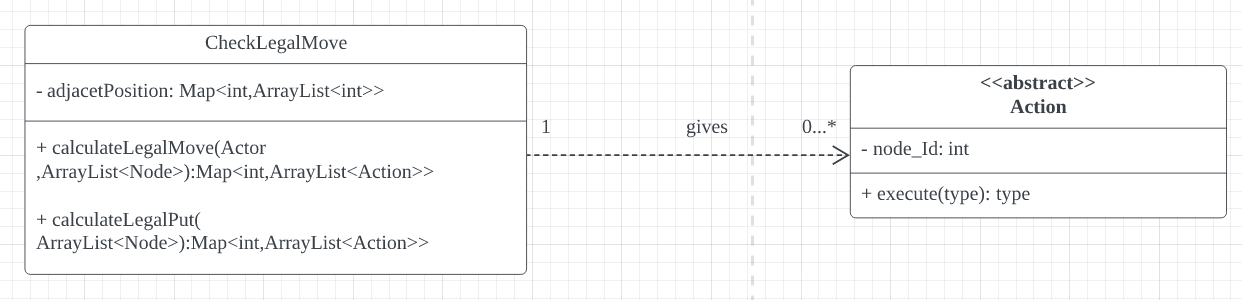 CheckLegalMove
- adjacetPosition: Map<int,ArrayList<int>>
+ calculateLegalMove(Actor
,ArrayList<Node>):Map<int,ArrayList<Action>>
+ calculateLegalPut(
ArrayList<Node>):Map<int,ArrayList<Action>>
1
gives
0...*
<<abstract>>
Action
- node_Id: int
+ execute(type): type